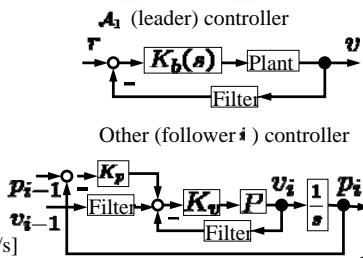 A₁ (leader) controller
r K_b(s) Plant v
Filter
Other (follower i) controller
p_{i-1} K_p
v_{i-1} Filter K_v P v_i 1/s p_i
Filter
/s]